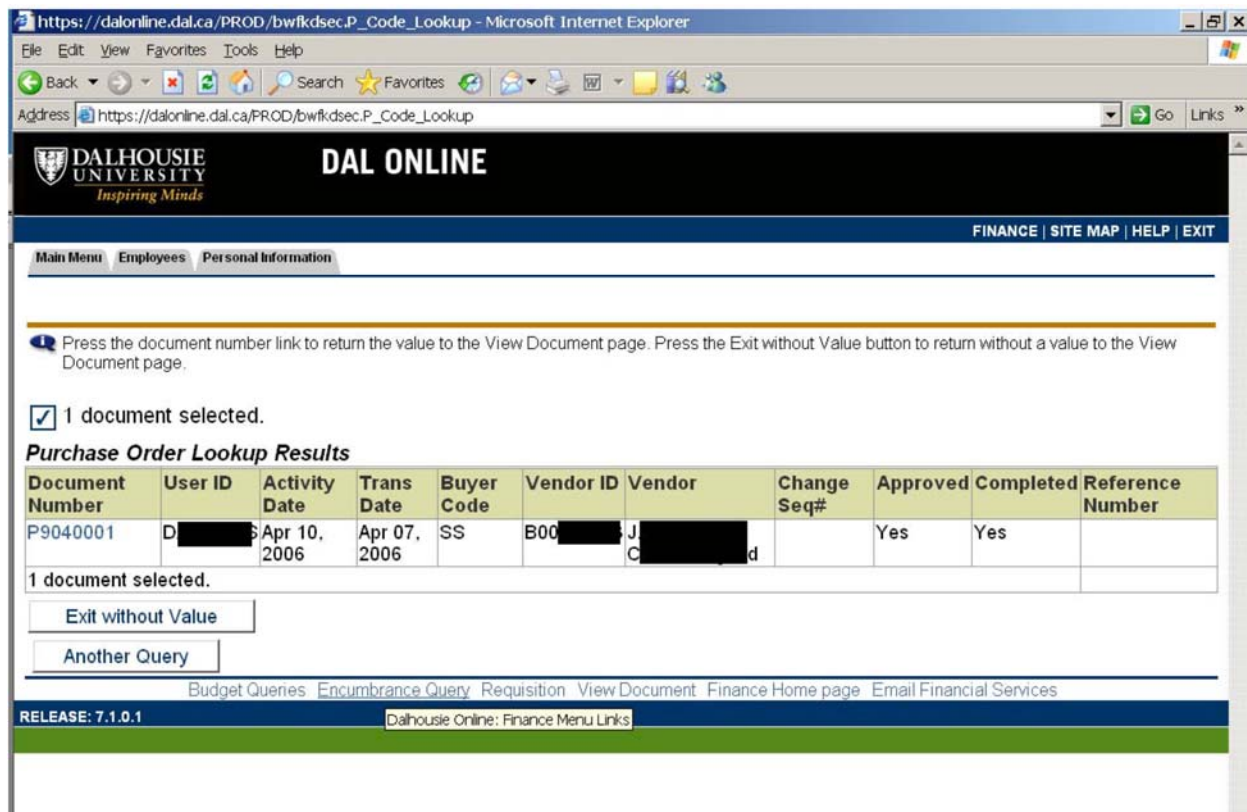 https://dalonline.dal.ca/PROD/bwfkdsec.P_Code_Lookup - Microsoft Internet Explorer
File Edit View Favorites Tools Help
Back Search Favorites
Address https://dalonline.dal.ca/PROD/bwfkdsec.P_Code_Lookup Go Links »
DALHOUSIE
UNIVERSITY
Inspiring Minds
DAL ONLINE
FINANCE | SITE MAP | HELP | EXIT
Main Menu Employees Personal Information
Press the document number link to return the value to the View Document page. Press the Exit without Value button to return without a value to the View
Document page.
1 document selected.
Purchase Order Lookup Results
Document User ID Activity Trans Buyer Vendor ID Vendor Change Approved Completed Reference
Number Date Date Code Seq# Number
P9040001 D S Apr 10, Apr 07, SS B00 J. Yes Yes
2006 2006 C d
1 document selected.
Exit without Value
Another Query
Budget Queries Encumbrance Query Requisition View Document Finance Home page Email Financial Services
RELEASE: 7.1.0.1
Dalhousie Online: Finance Menu Links